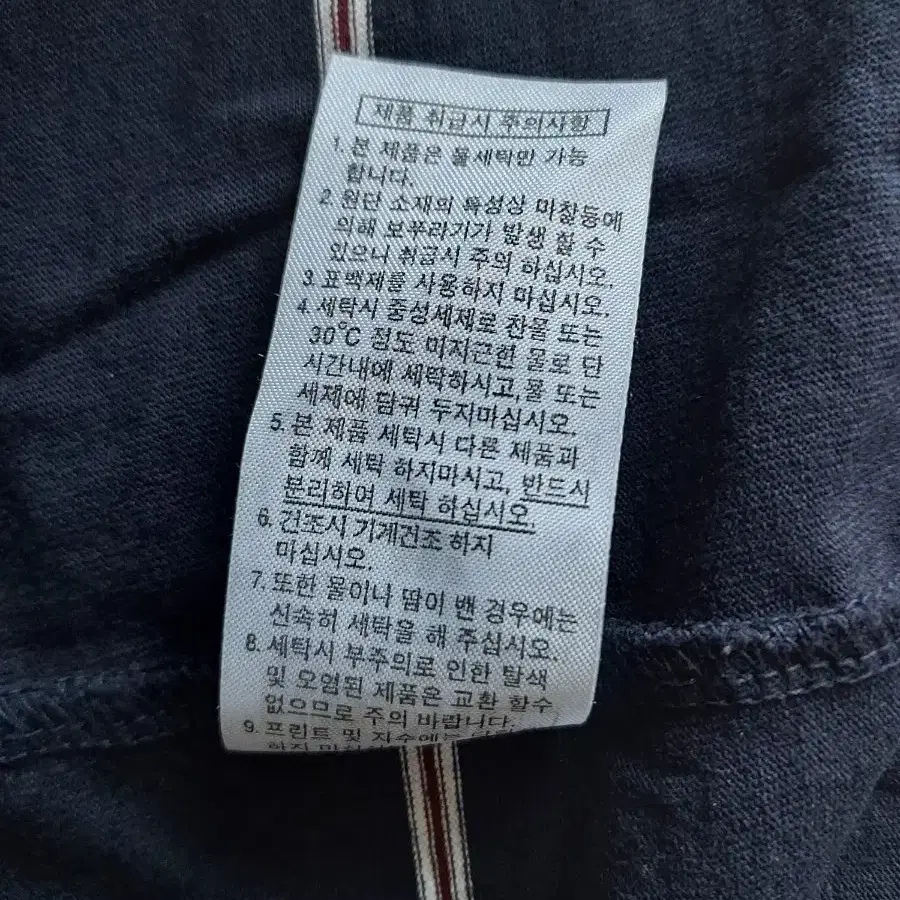 제품 취급시 주의사항
1. 본 제품은 물세탁만 가능
합니다.
2. 원단 소재의 특성상 마찰등에
의해 보푸라기가 발생 할 수
있으니 취급시 주의 하십시오.
3. 표백제를 사용하지 마십시오.
4. 세탁시 중성세제로 찬물 또는
30℃ 정도 미지근한 물로 단
시간내에 세탁하시고, 물 또는
세제에 담궈 두지마십시오.
5. 본 제품 세탁시 다른 제품과
함께 세탁 하지마시고, 반드시
분리하여 세탁 하십시오.
6. 건조시 기계건조 하지
마십시오.
7. 또한 물이나 땀이 밴 경우에는
신속히 세탁을 해 주십시오.
8. 세탁시 부주의로 인한 탈색
및 오염된 제품은 교환 할수
없으므로 주의 바랍니다.
9. 프린트 및 자수에는